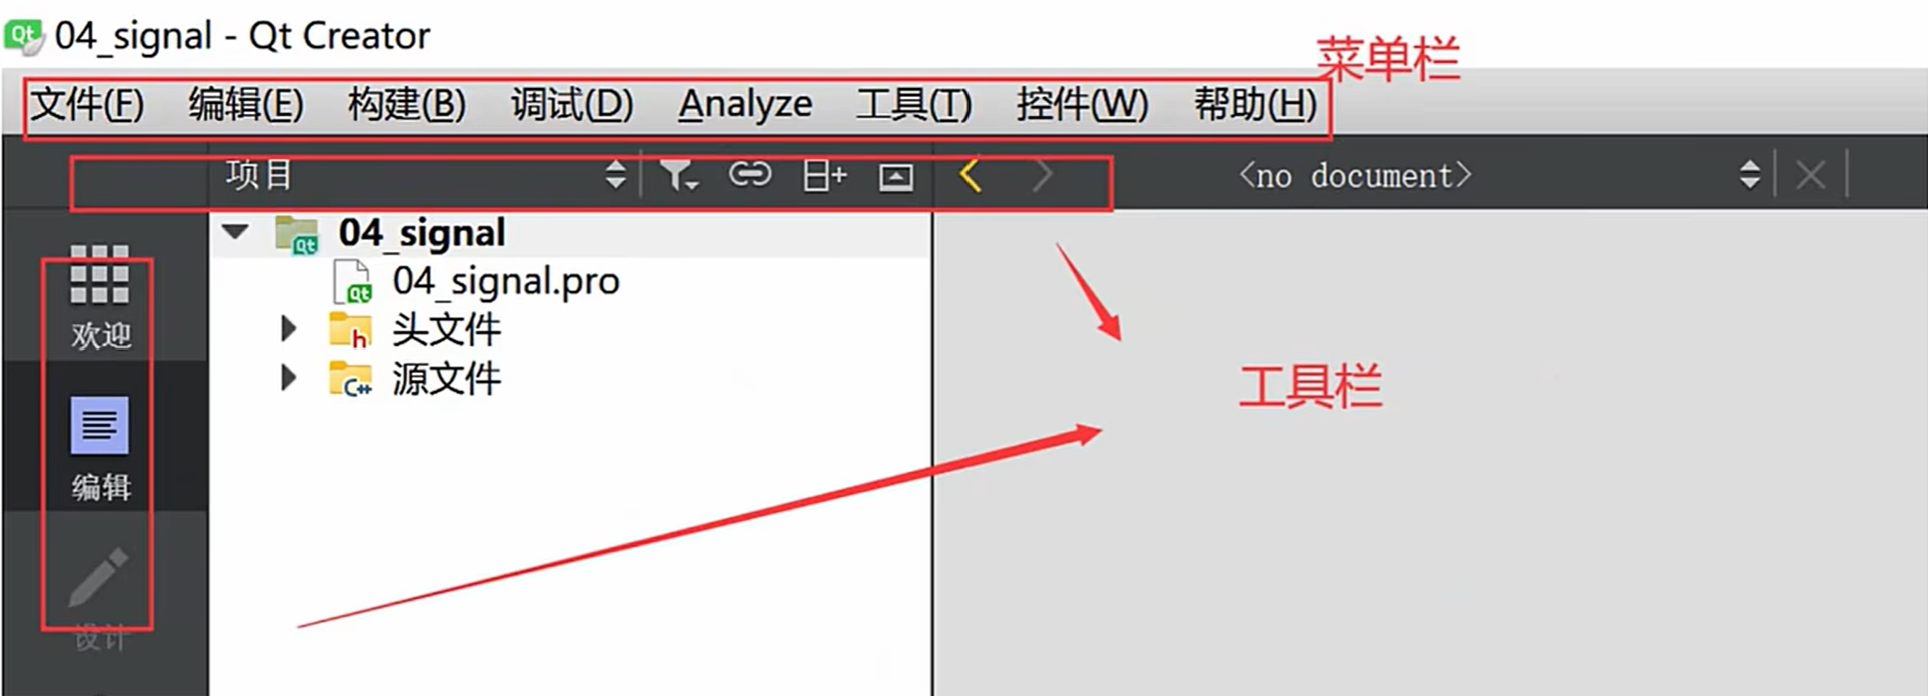 04_signal - Qt Creator
菜单栏
文件(F) 编辑(E) 构建(B) 调试(D) Analyze 工具(T) 控件(W) 帮助(H)
项目 <no document>
04_signal
04_signal.pro
头文件
源文件
欢迎
编辑
设计
工具栏